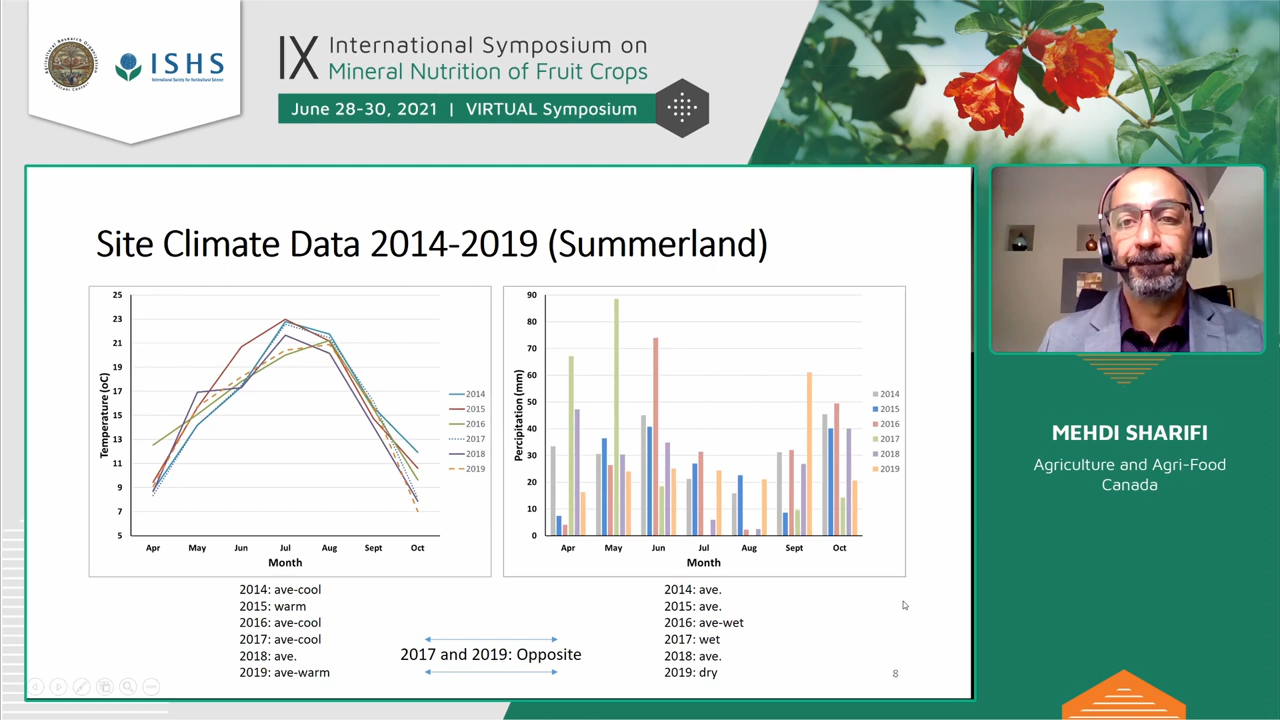 ISHS
International Society for Horticultural Science
IX International Symposium on
Mineral Nutrition of Fruit Crops
June 28-30, 2021 | VIRTUAL Symposium
Site Climate Data 2014-2019 (Summerland)
25
23
21
19
17
15
13
11
9
7
5
Temperature (oC)
Apr May Jun Jul Aug Sept Oct
Month
2014
2015
2016
2017
2018
2019
90
80
70
60
50
40
30
20
10
0
Percipitation (mm)
Apr May Jun Jul Aug Sept Oct
Month
2014
2015
2016
2017
2018
2019
2014: ave-cool
2015: warm
2016: ave-cool
2017: ave-cool
2018: ave.
2019: ave-warm
2017 and 2019: Opposite
2014: ave.
2015: ave.
2016: ave-wet
2017: wet
2018: ave.
2019: dry
8
MEHDI SHARIFI
Agriculture and Agri-Food
Canada